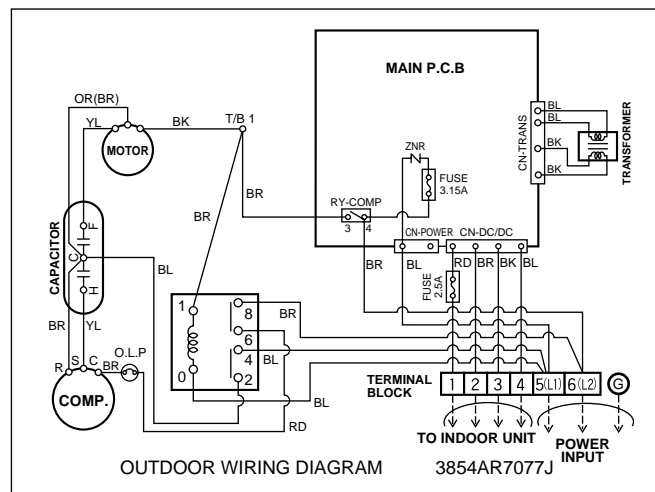 MAIN P.C.B
OR(BR)
YL
BK
T/B 1
MOTOR
ZNR
FUSE
3.15A
CN-TRANS
BL
BL
BK
BK
TRANSFORMER
BR
BR
RY-COMP
3 4
CN-POWER CN-DC/DC
CAPACITOR
F
C
H
BL
BR
BL
RD BR BK BL
FUSE
2.5A
BR
YL
R S C
BR
O.L.P
COMP.
1
0
8
6
4
2
BL
BL
RD
TERMINAL
BLOCK
1 2 3 4 5(L1) 6(L2) G
TO INDOOR UNIT
POWER
INPUT
OUTDOOR WIRING DIAGRAM 3854AR7077J